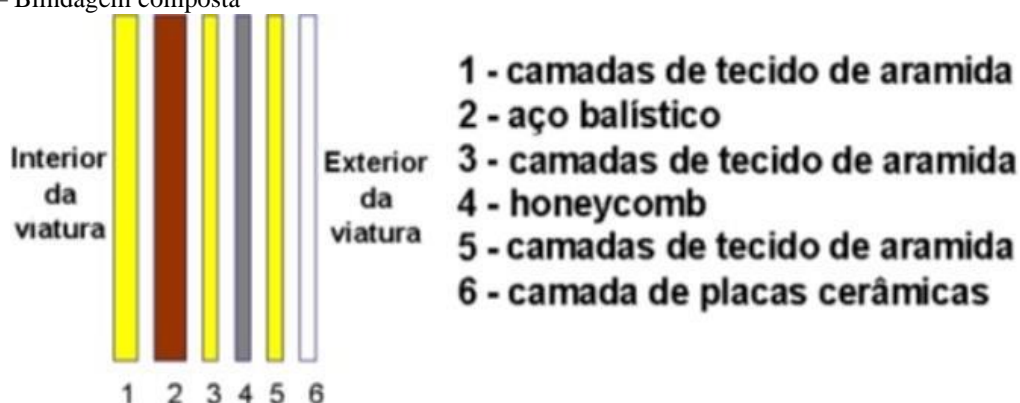 – Blindagem composta
Interior
da
viatura
Exterior
da
viatura
1 - camadas de tecido de aramida
2 - aço balístico
3 - camadas de tecido de aramida
4 - honeycomb
5 - camadas de tecido de aramida
6 - camada de placas cerâmicas
1 2 3 4 5 6